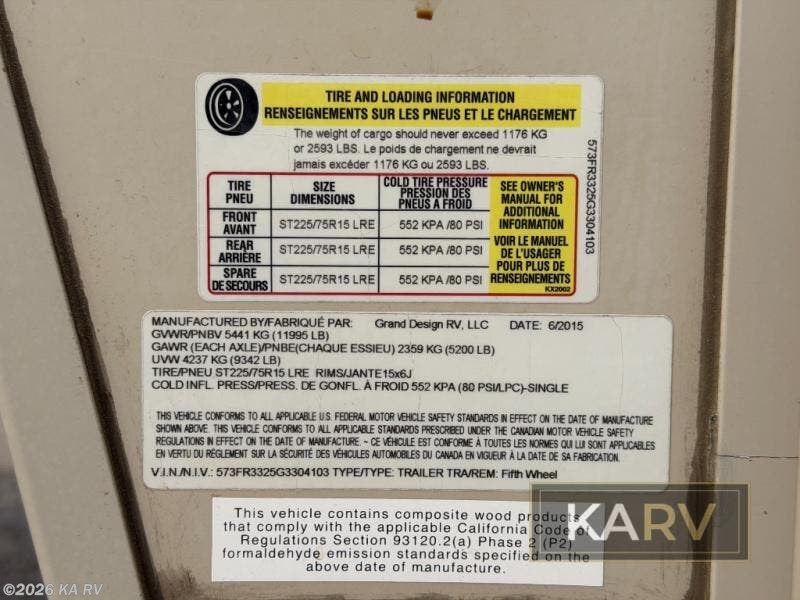 TIRE AND LOADING INFORMATION
RENSEIGNEMENTS SUR LES PNEUS ET LE CHARGEMENT
The weight of cargo should never exceed 1176 KG
or 2593 LBS. Le poids de chargement ne devrait
jamais excéder 1176 KG ou 2593 LBS.
TIRE PNEU
SIZE DIMENSIONS
COLD TIRE PRESSURE PRESSION DES PNEUS A FROID
SEE OWNER'S MANUAL FOR ADDITIONAL INFORMATION
FRONT AVANT ST225/75R15 LRE 552 KPA /80 PSI
REAR ARRIÈRE ST225/75R15 LRE 552 KPA /80 PSI
SPARE DE SECOURS ST225/75R15 LRE 552 KPA /80 PSI
VOIR LE MANUEL DE L'USAGER POUR PLUS DE RENSEIGNEMENTS
KX2002
573FR3325G3304103
MANUFACTURED BY/FABRIQUÉ PAR: Grand Design RV, LLC DATE: 6/2015
GVWR/PNBV 5441 KG (11995 LB)
GAWR (EACH AXLE)/PNBE(CHAQUE ESSIEU) 2359 KG (5200 LB)
UVW 4237 KG (9342 LB)
TIRE/PNEU ST225/75R15 LRE RIMS/JANTE 15x6J
COLD INFL. PRESS/PRESS. DE GONFL. À FROID 552 KPA (80 PSI/LPC)-SINGLE
THIS VEHICLE CONFORMS TO ALL APPLICABLE U.S. FEDERAL MOTOR VEHICLE SAFETY STANDARDS IN EFFECT ON THE DATE OF MANUFACTURE
SHOWN ABOVE. THIS VEHICLE CONFORMS TO ALL APPLICABLE STANDARDS PRESCRIBED UNDER THE CANADIAN MOTOR VEHICLE SAFETY
REGULATIONS IN EFFECT ON THE DATE OF MANUFACTURE. ~ CE VÉHICULE EST CONFORME À TOUTES LES NORMES QUI LUI SONT APPLICABLES
EN VERTU DU RÈGLEMENT SUR LA SÉCURITÉ DES VÉHICULES AUTOMOBILES DU CANADA EN VIGUEUR À LA DATE DE SA FABRICATION.
V.I.N./N.I.V.: 573FR3325G3304103 TYPE/TYPE: TRAILER TRA/REM: Fifth Wheel
This vehicle contains composite wood products
that comply with the applicable California Code of
Regulations Section 93120.2(a) Phase 2 (P2)
formaldehyde emission standards specified on the
above date of manufacture.
KARV
©2026 KA RV